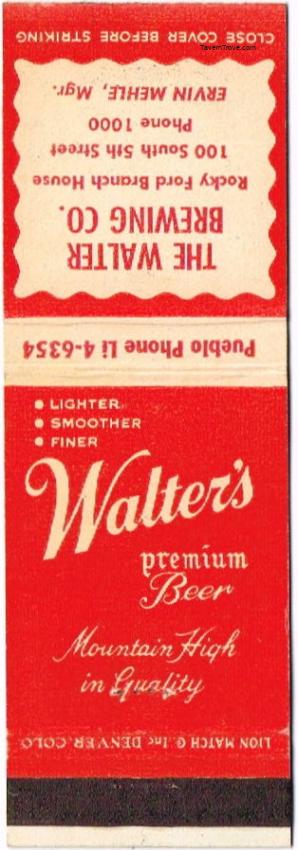 CLOSE COVER BEFORE STRIKING
TavernTrove.com
THE WALTER
BREWING CO.
Rocky Ford Branch House
100 South 5th Street
Phone 1000
ERVIN MEHLE, Mgr.
Pueblo Phone Li 4-6354
• LIGHTER
• SMOOTHER
• FINER
Walter's
premium
Beer
Mountain High
in Quality
LION MATCH © Inc DENVER COLO